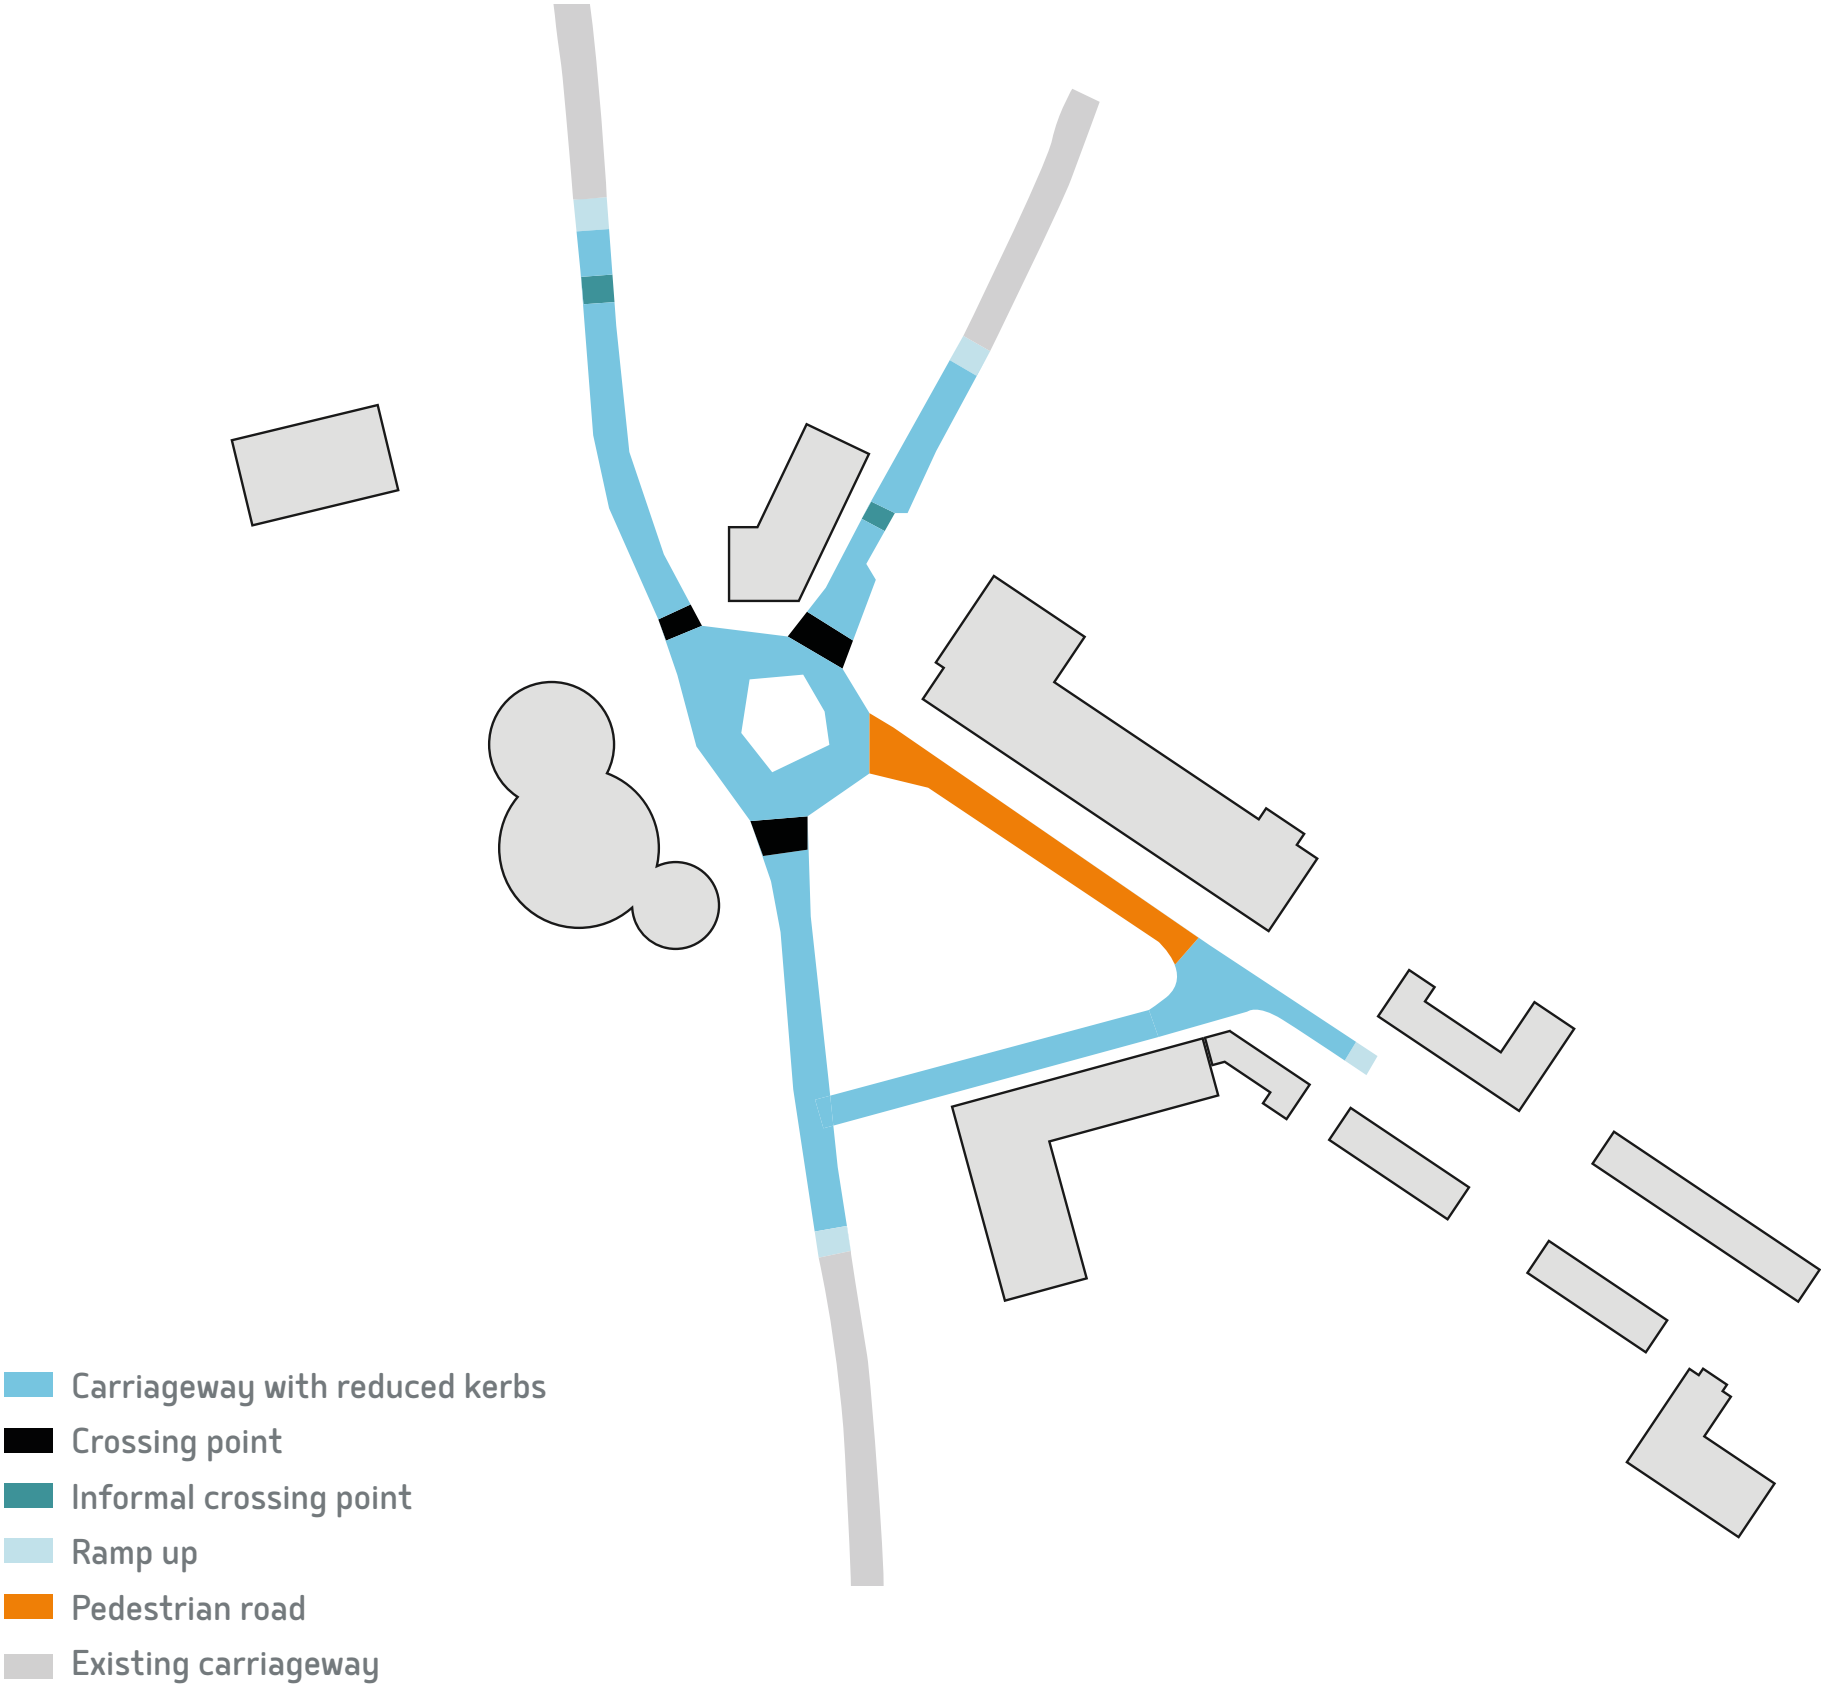 Carriageway with reduced kerbs
Crossing point
Informal crossing point
Ramp up
Pedestrian road
Existing carriageway